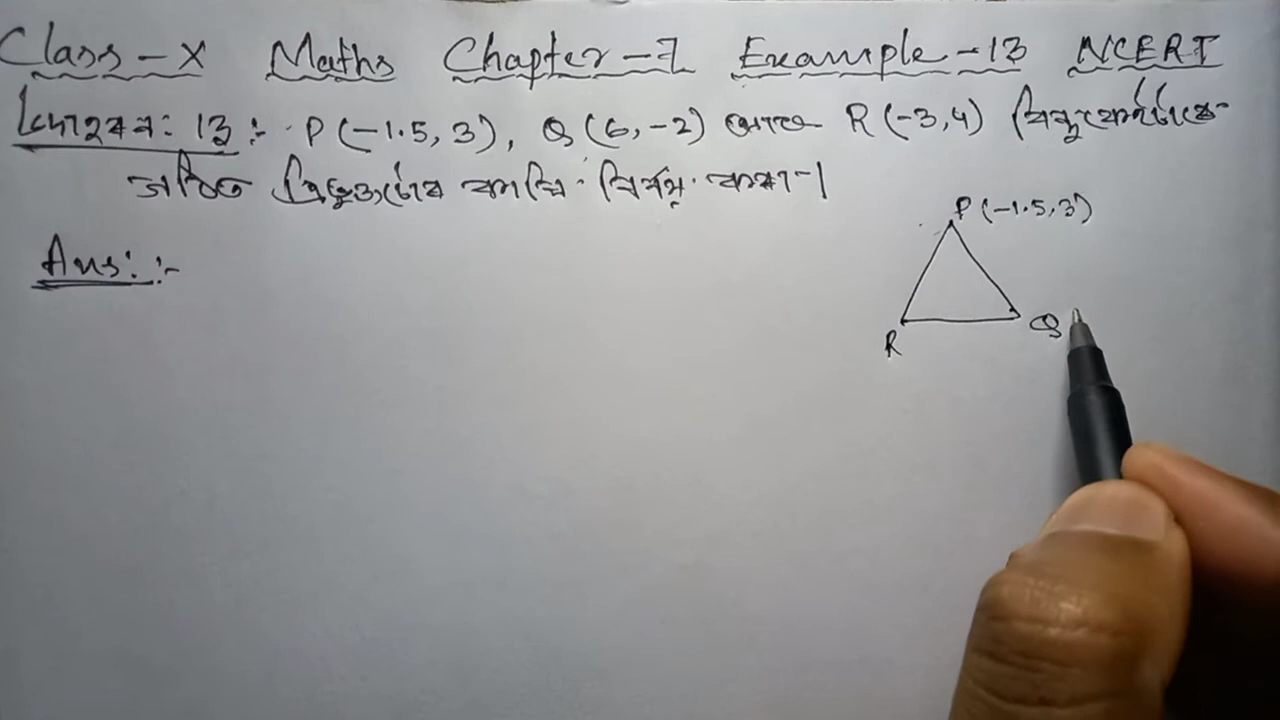 Class - X Maths Chapter - 7 Example - 13 NCERT
উদাহৰণ: 13 :- P(-1.5, 3), Q(6, -2) আৰু R(-3, 4) বিন্দুকেইটাৰে
গঠিত ত্ৰিভুজটোৰ কালি নিৰ্ণয় কৰা।
P(-1.5, 3)
Ans: :-
Q
R